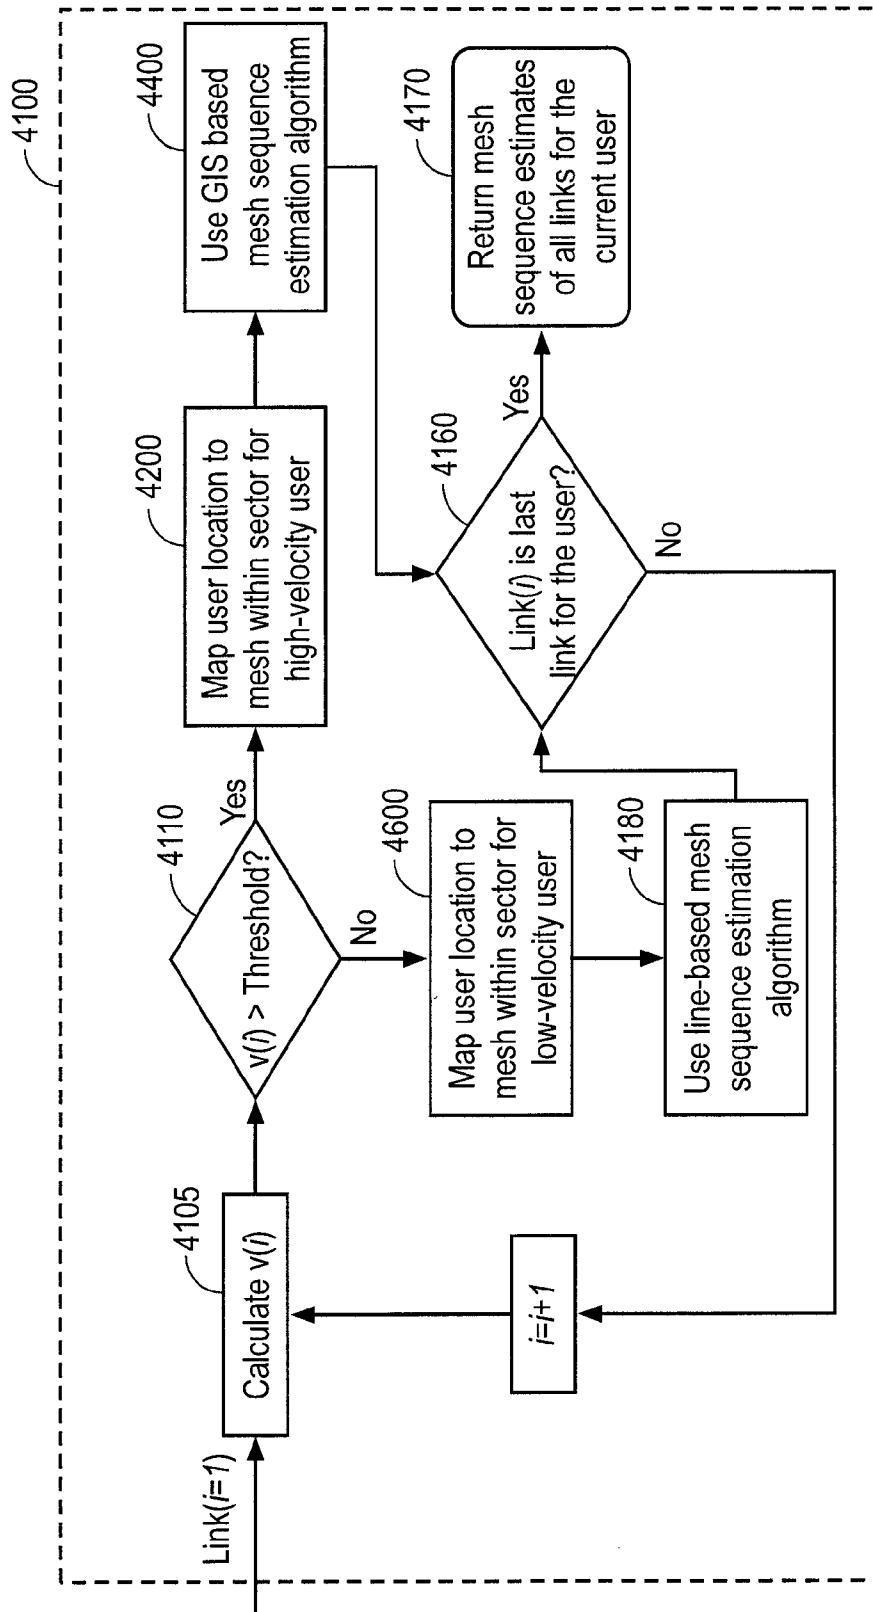 4100
Link(i=1)
4105
Calculate v(i)
4110
v(i) > Threshold?
Yes
No
4200
Map user location to
mesh within sector for
high-velocity user
4400
Use GIS based
mesh sequence
estimation algorithm
4600
Map user location to
mesh within sector for
low-velocity user
4180
Use line-based mesh
sequence estimation
algorithm
4160
Link(i) is last
link for the user?
Yes
No
4170
Return mesh
sequence estimates
of all links for the
current user
i=i+1